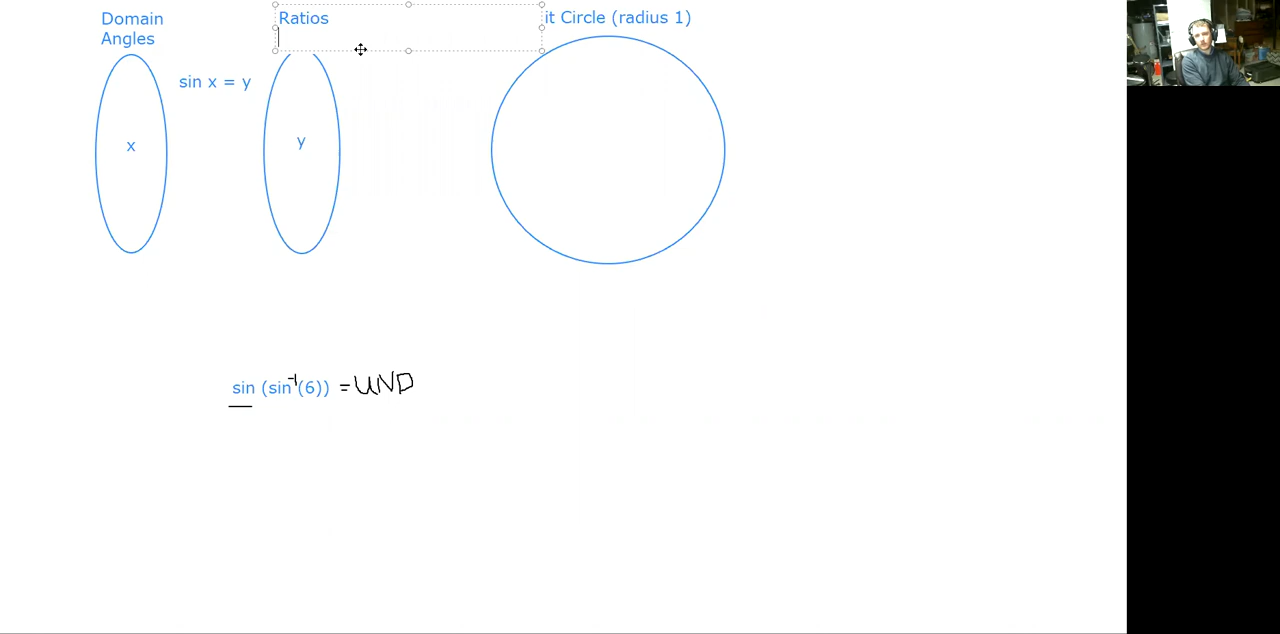 Domain
Angles
Ratios
it Circle (radius 1)
sin x = y
x
y
sin (sin⁻¹(6)) = UND